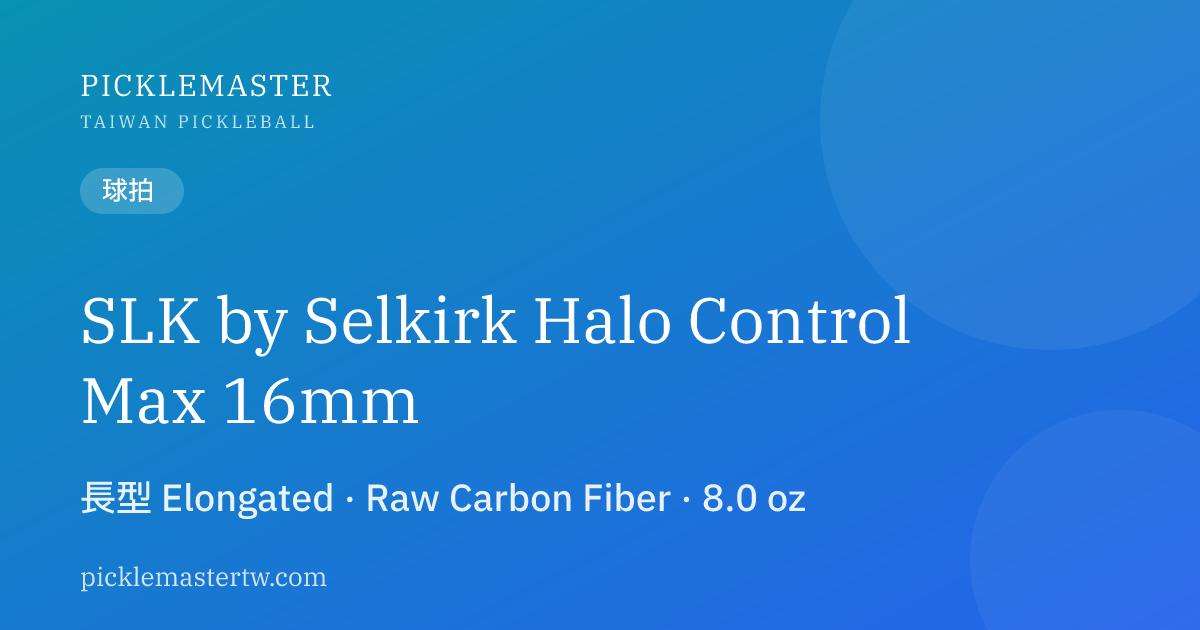 PICKLEMASTER
TAIWAN PICKLEBALL
球拍
SLK by Selkirk Halo Control
Max 16mm
長型 Elongated · Raw Carbon Fiber · 8.0 oz
picklemastertw.com